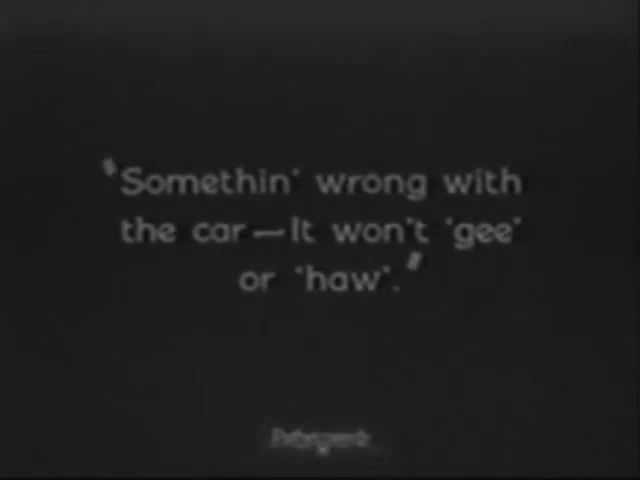 "Somethin' wrong with
the car—It won't 'gee'
or 'haw'."